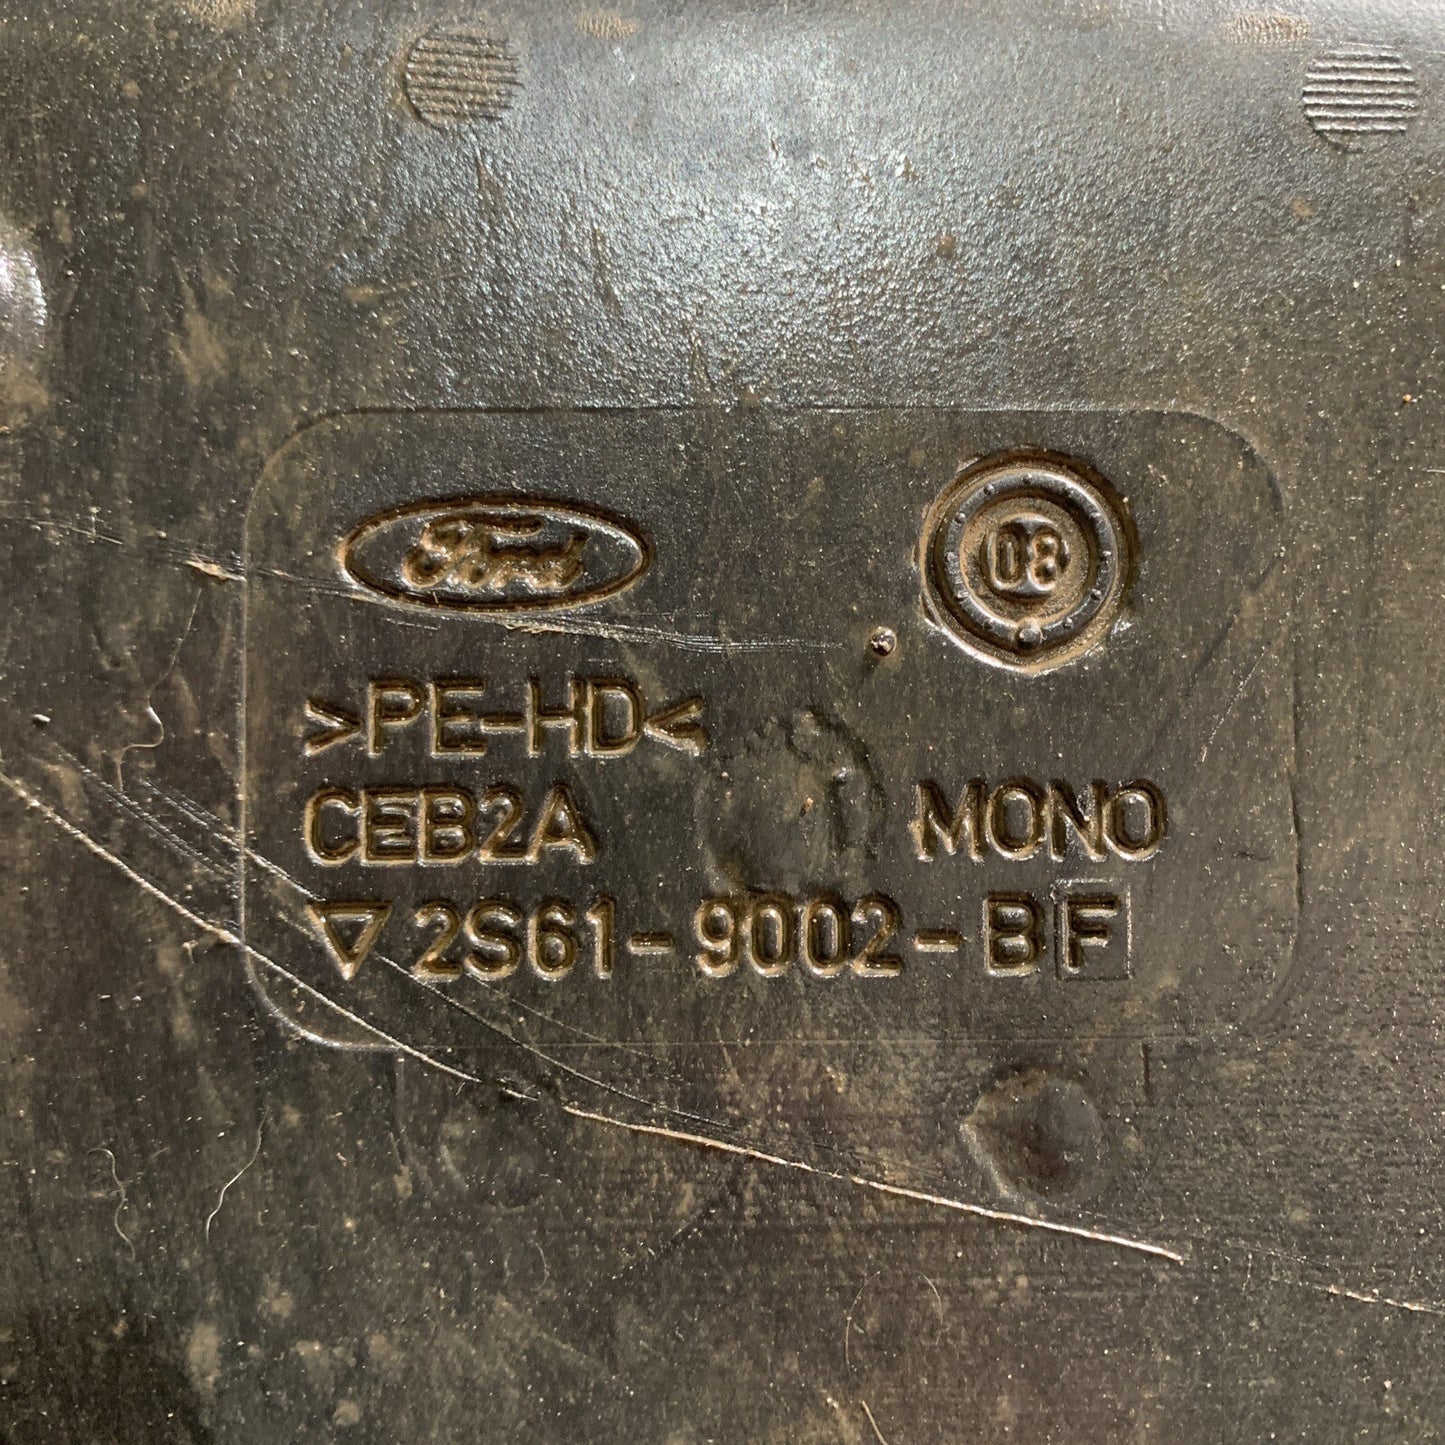 Ford 08
>PE-HD<
CEB2A MONO
▽ 2S61-9002-BF